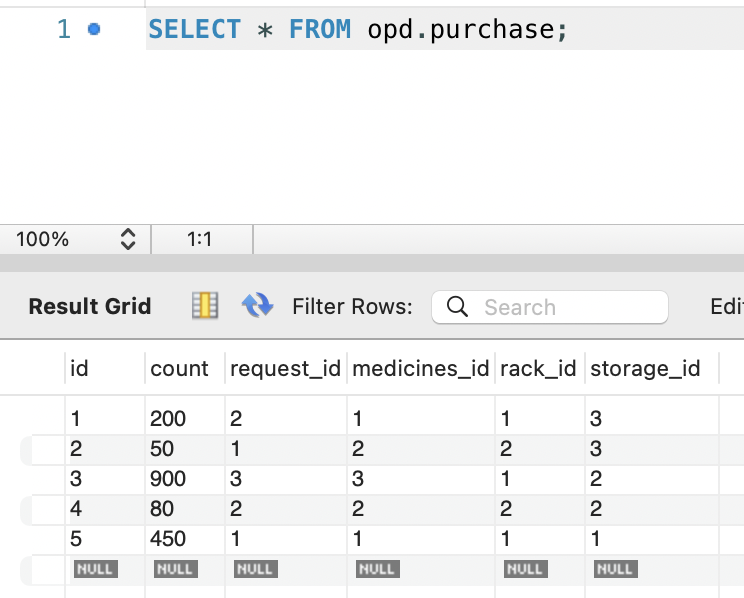 1 SELECT * FROM opd.purchase;
100% 1:1
Result Grid Filter Rows: Search Edi
id count request_id medicines_id rack_id storage_id
1 200 2 1 1 3
2 50 1 2 2 3
3 900 3 3 1 2
4 80 2 2 2 2
5 450 1 1 1 1
NULL NULL NULL NULL NULL NULL